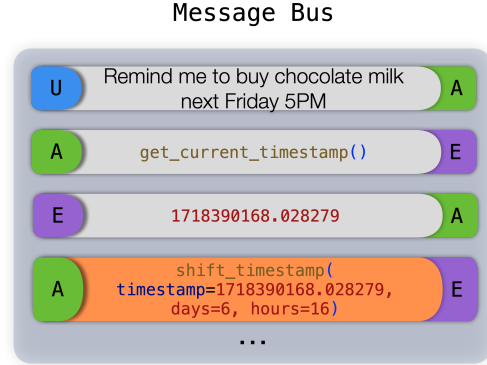 Message Bus
U
Remind me to buy chocolate milk
next Friday 5PM
A
A
get_current_timestamp()
E
E
1718390168.028279
A
A
shift_timestamp(
timestamp=1718390168.028279,
days=6, hours=16)
E
...